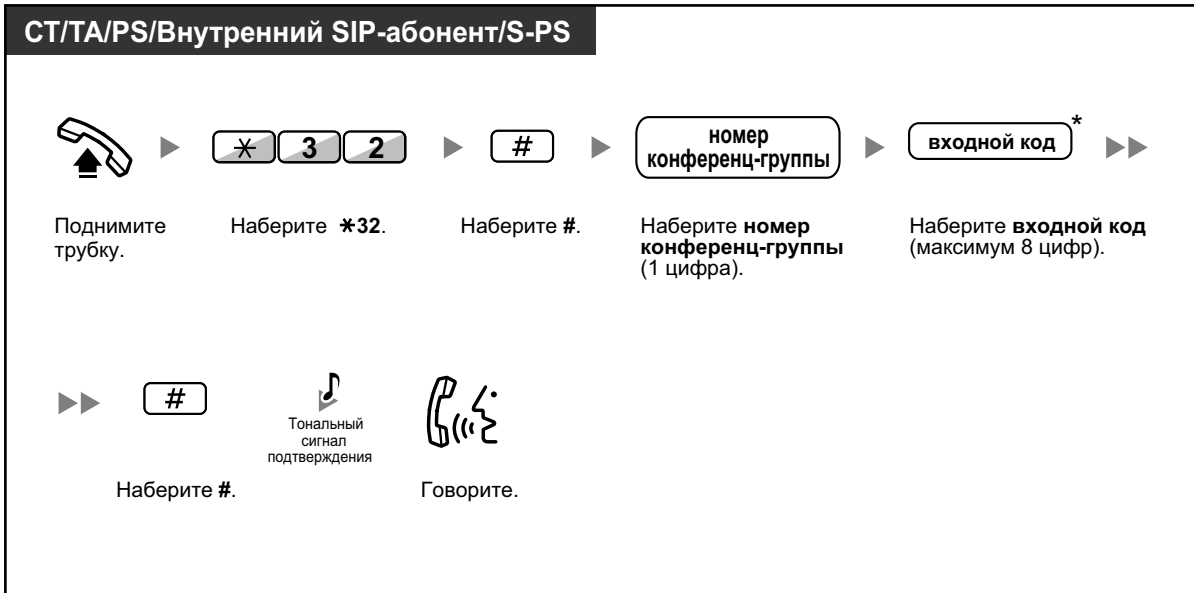 СТ/ТА/PS/Внутренний SIP-абонент/S-PS
* 3 2
#
номер
конференц-группы
входной код*
Поднимите
трубку.
Наберите *32.
Наберите #.
Наберите номер
конференц-группы
(1 цифра).
Наберите входной код
(максимум 8 цифр).
#
Тональный
сигнал
подтверждения
Наберите #.
Говорите.